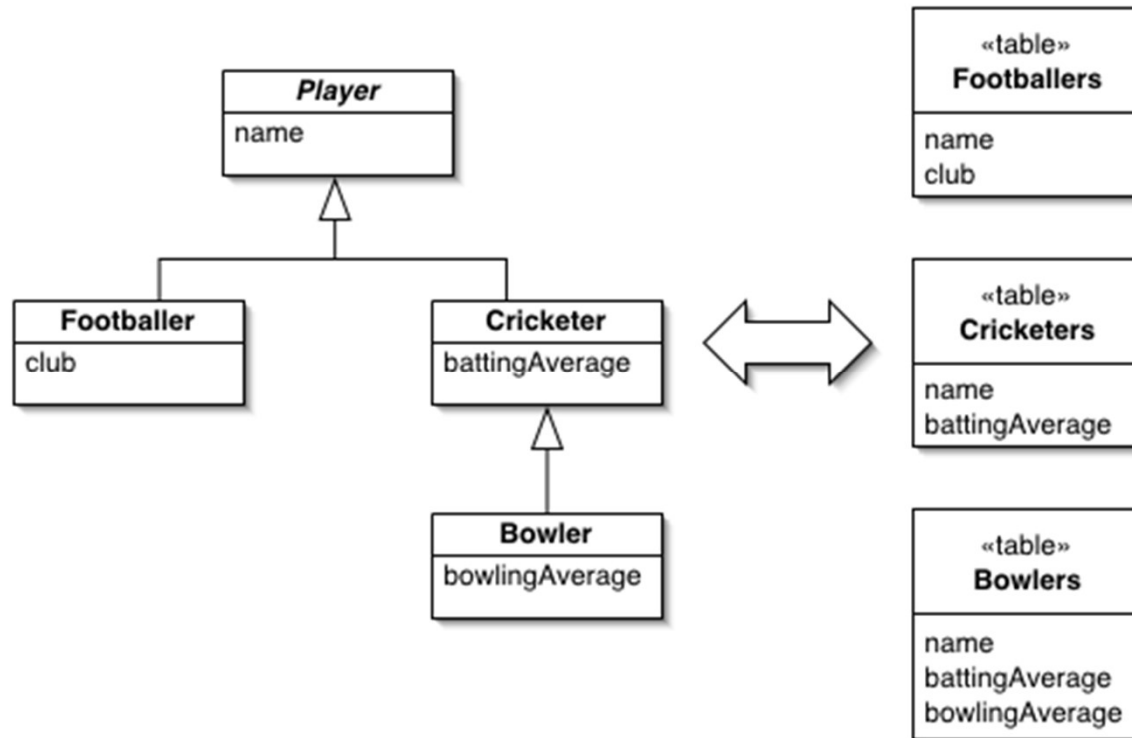 Player
name
Footballer
club
Cricketer
battingAverage
Bowler
bowlingAverage
«table»
Footballers
name
club
«table»
Cricketers
name
battingAverage
«table»
Bowlers
name
battingAverage
bowlingAverage